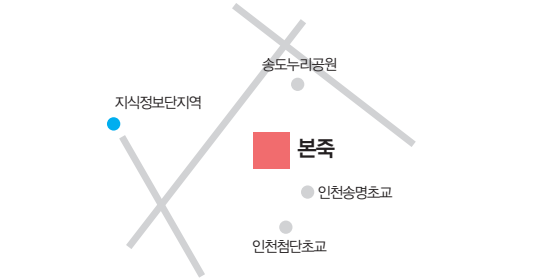 송도누리공원
지식정보단지역
본죽
인천송명초교
인천첨단초교